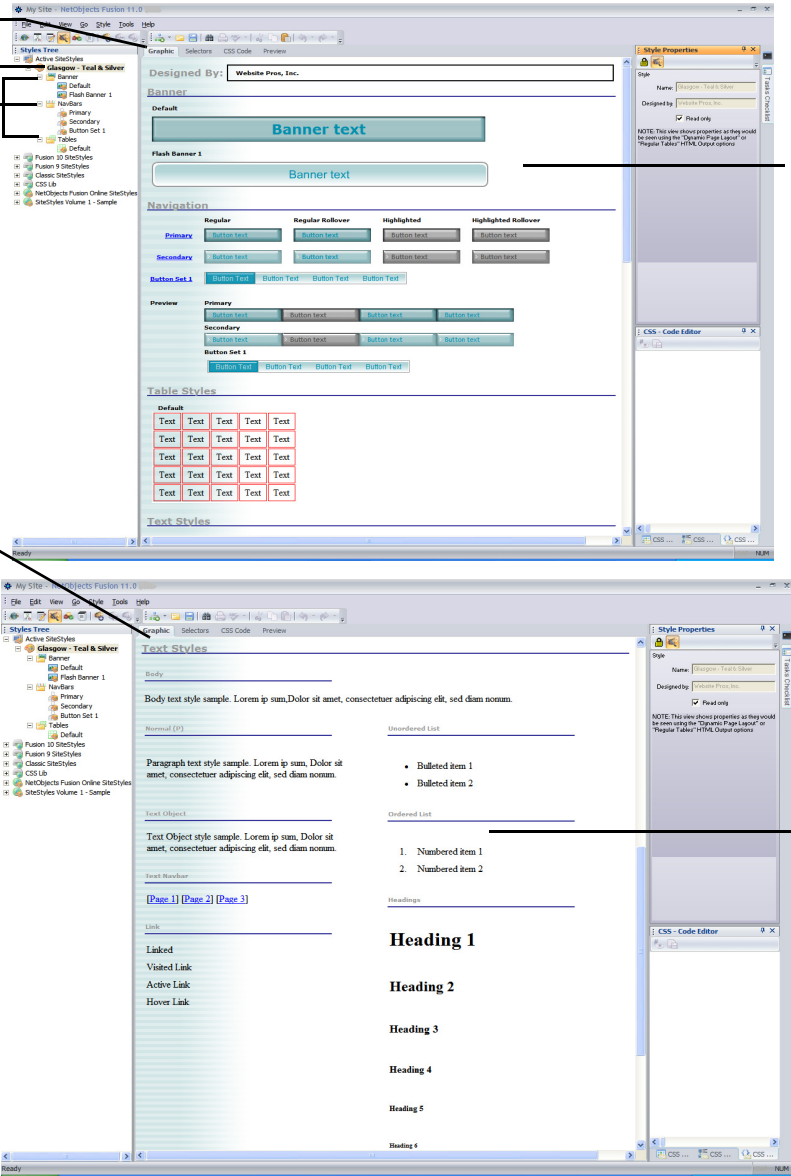 My Site - NetObjects Fusion 11.0
File Edit View Go Style Tools Help
Styles Tree
Active SiteStyles
Glasgow - Teal & Silver
Banner
Default
Flash Banner 1
NavBars
Primary
Secondary
Button Set 1
Tables
Default
Fusion 10 SiteStyles
Fusion 9 SiteStyles
Classic SiteStyles
CSS Lib
NetObjects Fusion Online SiteStyles
SiteStyles Volume 1 - Sample
Graphic Selectors CSS Code Preview
Designed By: Website Pros, Inc.
Banner
Default
Banner text
Flash Banner 1
Banner text
Navigation
Regular Regular Rollover Highlighted Highlighted Rollover
Primary Button text Button text Button text Button text
Secondary Button text Button text Button text Button text
Button Set 1 Button Text Button Text Button Text Button Text
Preview Primary
Button text Button text Button text Button text
Secondary
Button text Button text Button text Button text
Button Set 1
Button Text Button Text Button Text Button Text
Table Styles
Default
Text Text Text Text Text
Text Text Text Text Text
Text Text Text Text Text
Text Text Text Text Text
Text Text Text Text Text
Text Styles
Style Properties
Style
Name: Glasgow - Teal & Silver
Designed by: Website Pros, Inc.
Read only
NOTE: This view shows properties as they would
be seen using the "Dynamic Page Layout" or
"Regular Tables" HTML Output options
Tasks Checklist
CSS - Code Editor
CSS ... CSS ... CSS ...
Ready NUM
My Site - NetObjects Fusion 11.0
File Edit View Go Style Tools Help
Styles Tree
Active SiteStyles
Glasgow - Teal & Silver
Banner
Default
Flash Banner 1
NavBars
Primary
Secondary
Button Set 1
Tables
Default
Fusion 10 SiteStyles
Fusion 9 SiteStyles
Classic SiteStyles
CSS Lib
NetObjects Fusion Online SiteStyles
SiteStyles Volume 1 - Sample
Graphic Selectors CSS Code Preview
Text Styles
Body
Body text style sample. Lorem ip sum,Dolor sit amet, consectetuer adipiscing elit, sed diam nonum.
Normal (P)
Paragraph text style sample. Lorem ip sum, Dolor sit
amet, consectetuer adipiscing elit, sed diam nonum.
Text Object
Text Object style sample. Lorem ip sum, Dolor sit
amet, consectetuer adipiscing elit, sed diam nonum.
Text Navbar
[Page 1] [Page 2] [Page 3]
Link
Linked
Visited Link
Active Link
Hover Link
Unordered List
• Bulleted item 1
• Bulleted item 2
Ordered List
1. Numbered item 1
2. Numbered item 2
Headings
Heading 1
Heading 2
Heading 3
Heading 4
Heading 5
Heading 6
Style Properties
Style
Name: Glasgow - Teal & Silver
Designed by: Website Pros, Inc.
Read only
NOTE: This view shows properties as they would
be seen using the "Dynamic Page Layout" or
"Regular Tables" HTML Output options
Tasks Checklist
CSS - Code Editor
CSS ... CSS ... CSS ...
Ready NUM